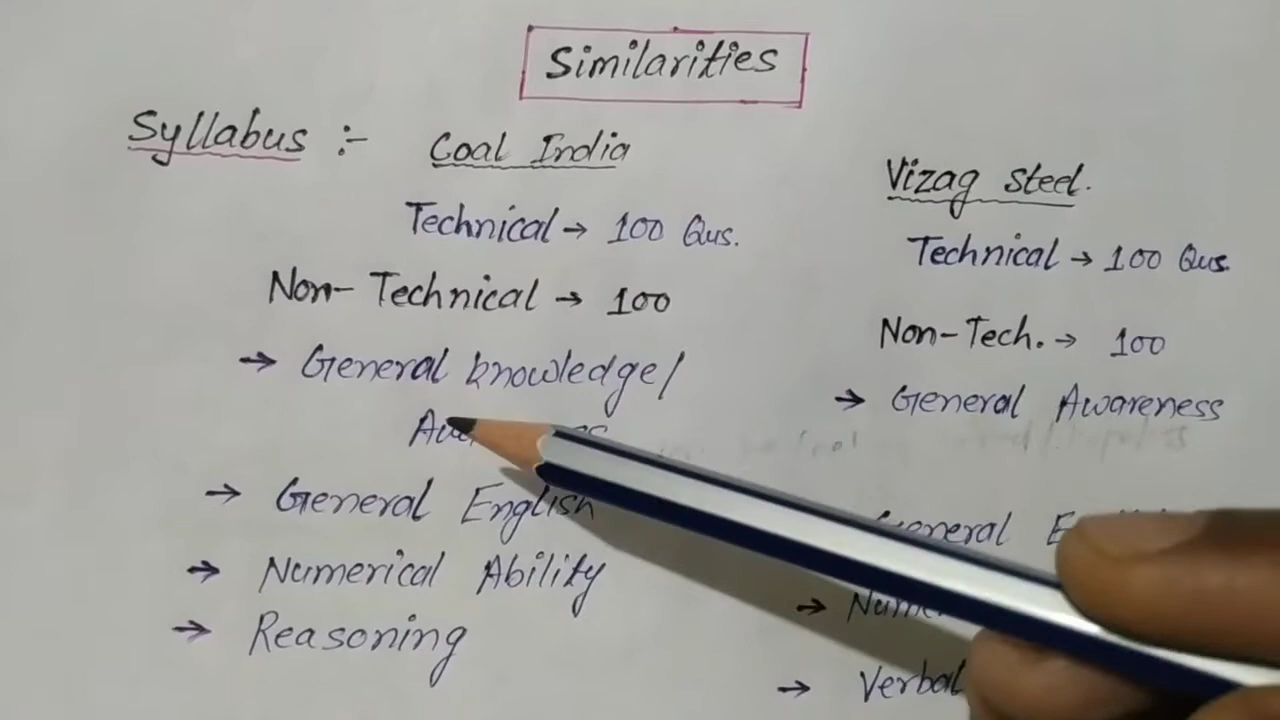 Similarities
Syllabus :-
Coal India
Technical → 100 Qus.
Non-Technical → 100
→ General knowledge/
→ General English
→ Numerical Ability
→ Reasoning
Vizag steel.
Technical → 100 Qus.
Non-Tech. → 100
→ General Awareness
General
→
→ Verbal